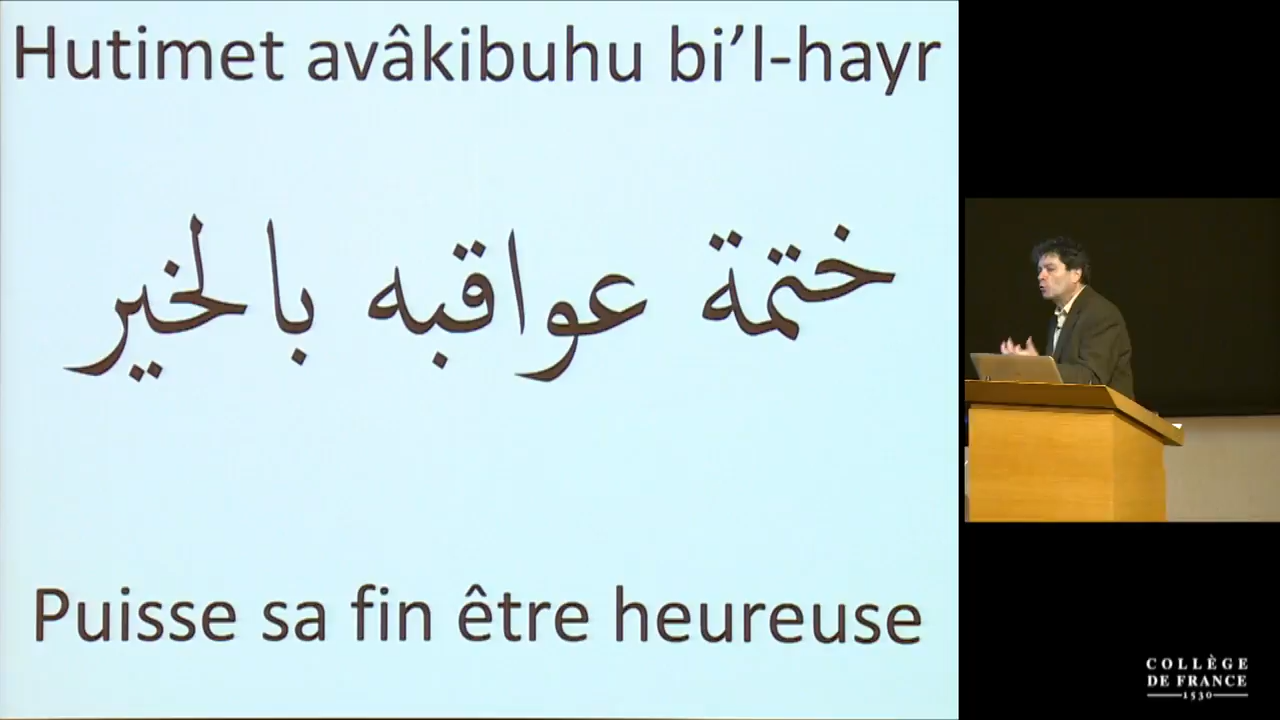 Hutimet avâkibuhu bi’l-hayr
ختمة عواقبه بالخير
Puisse sa fin être heureuse
COLLÈGE
DE FRANCE
1530